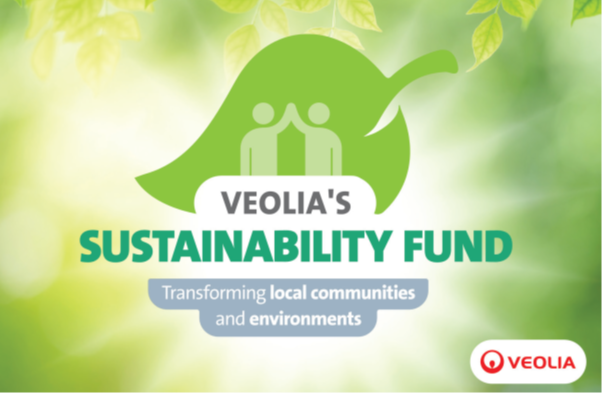 VEOLIA'S
SUSTAINABILITY FUND
Transforming local communities
and environments
VEOLIA